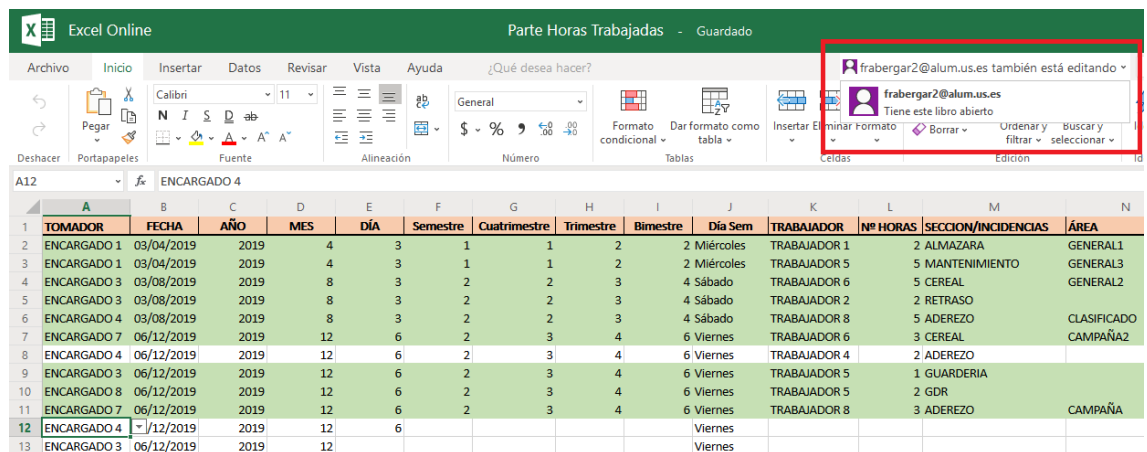 Excel Online Parte Horas Trabajadas - Guardado
Archivo Inicio Insertar Datos Revisar Vista Ayuda ¿Qué desea hacer? frabergar2@alum.us.es también está editando
frabergar2@alum.us.es
Tiene este libro abierto
Calibri 11 General
Pegar N I S D ab $ % Formato condicional Dar formato como tabla Insertar Eliminar Formato Borrar Ordenar y filtrar Buscar y seleccionar
Deshacer Portapapeles Fuente Alineación Número Tablas Celdas Edición
A12 fx ENCARGADO 4
A B C D E F G H I J K L M N
1 TOMADOR FECHA AÑO MES DÍA Semestre Cuatrimestre Trimestre Bimestre Día Sem TRABAJADOR Nº HORAS SECCION/INCIDENCIAS ÁREA
2 ENCARGADO 1 03/04/2019 2019 4 3 1 1 2 2 Miércoles TRABAJADOR 1 2 ALMAZARA GENERAL1
3 ENCARGADO 1 03/04/2019 2019 4 3 1 1 2 2 Miércoles TRABAJADOR 5 5 MANTENIMIENTO GENERAL3
4 ENCARGADO 3 03/08/2019 2019 8 3 2 2 3 4 Sábado TRABAJADOR 6 5 CEREAL GENERAL2
5 ENCARGADO 3 03/08/2019 2019 8 3 2 2 3 4 Sábado TRABAJADOR 2 2 RETRASO
6 ENCARGADO 4 03/08/2019 2019 8 3 2 2 3 4 Sábado TRABAJADOR 8 5 ADEREZO CLASIFICADO
7 ENCARGADO 7 06/12/2019 2019 12 6 2 3 4 6 Viernes TRABAJADOR 6 3 CEREAL CAMPAÑA2
8 ENCARGADO 4 06/12/2019 2019 12 6 2 3 4 6 Viernes TRABAJADOR 4 2 ADEREZO
9 ENCARGADO 3 06/12/2019 2019 12 6 2 3 4 6 Viernes TRABAJADOR 5 1 GUARDERIA
10 ENCARGADO 8 06/12/2019 2019 12 6 2 3 4 6 Viernes TRABAJADOR 5 2 GDR
11 ENCARGADO 7 06/12/2019 2019 12 6 2 3 4 6 Viernes TRABAJADOR 8 3 ADEREZO CAMPAÑA
12 ENCARGADO 4 /12/2019 2019 12 6 Viernes
13 ENCARGADO 3 06/12/2019 2019 12 Viernes